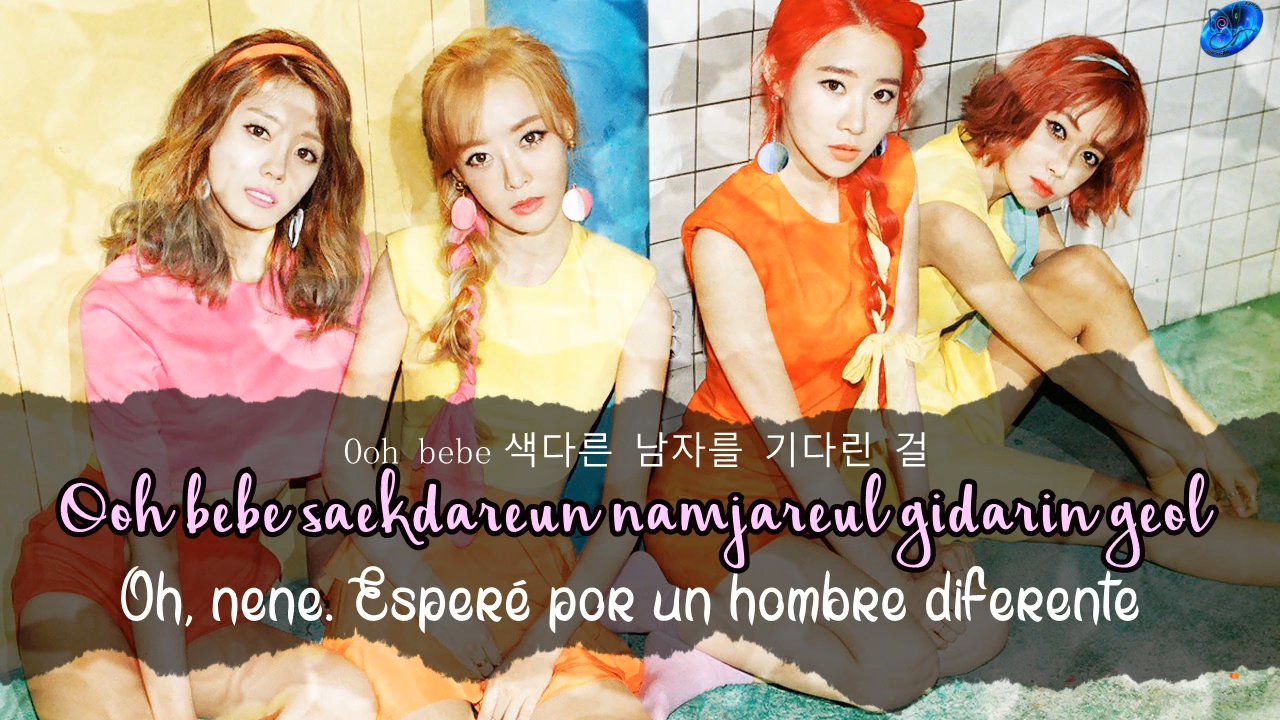 Ooh bebe 색다른 남자를 기다린 걸
Ooh bebe saekdareun namjareul gidarin geol
Oh, nene. Esperé por un hombre diferente